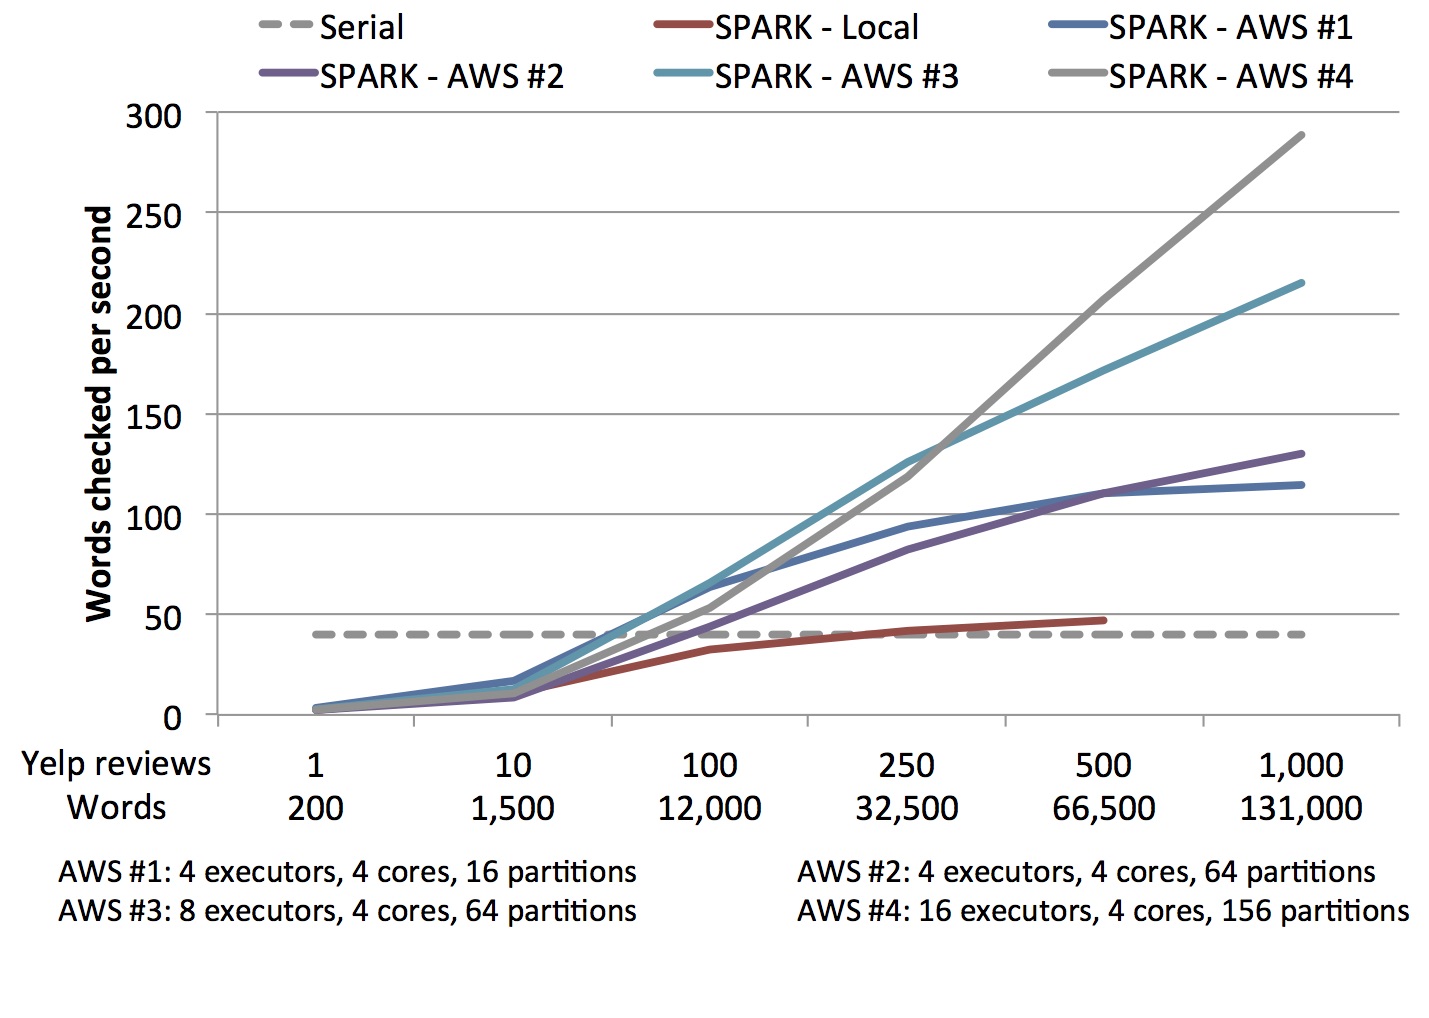 Serial SPARK - Local SPARK - AWS #1
SPARK - AWS #2 SPARK - AWS #3 SPARK - AWS #4
Words checked per second
300
250
200
150
100
50
0
Yelp reviews 1 10 100 250 500 1,000
Words 200 1,500 12,000 32,500 66,500 131,000
AWS #1: 4 executors, 4 cores, 16 partitions AWS #2: 4 executors, 4 cores, 64 partitions
AWS #3: 8 executors, 4 cores, 64 partitions AWS #4: 16 executors, 4 cores, 156 partitions